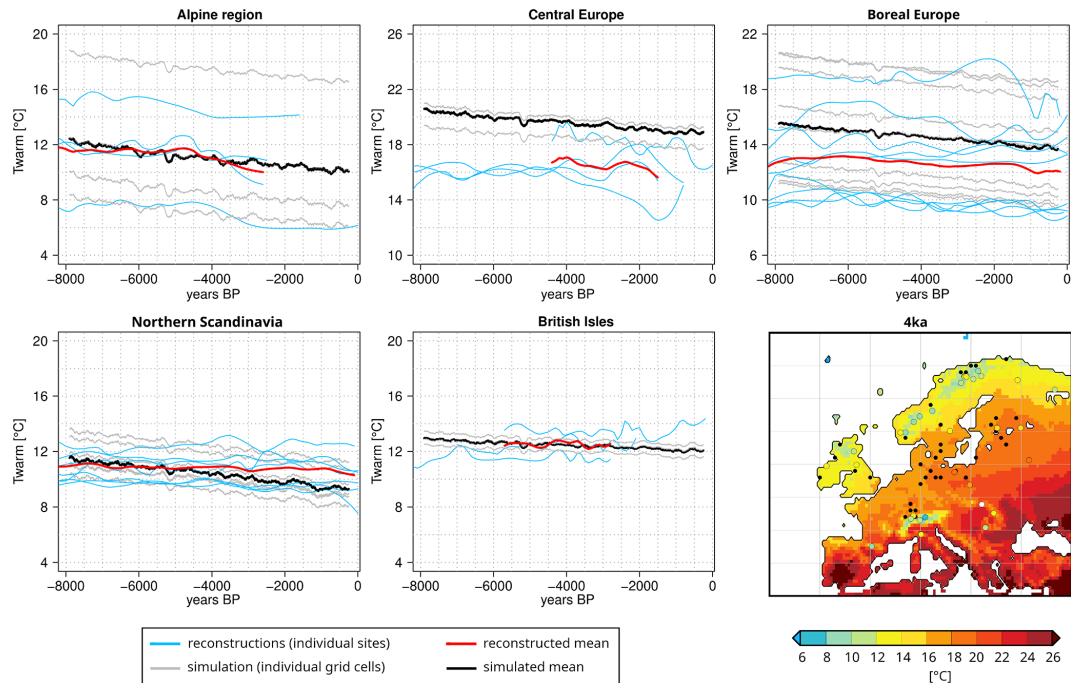 Alpine region
Central Europe
Boreal Europe
20
16
12
8
4
Twarm [°C]
−8000 −6000 −4000 −2000 0
years BP
26
22
18
14
10
Twarm [°C]
−8000 −6000 −4000 −2000 0
years BP
22
18
14
10
6
Twarm [°C]
−8000 −6000 −4000 −2000 0
years BP
Northern Scandinavia
British Isles
4ka
20
16
12
8
4
Twarm [°C]
−8000 −6000 −4000 −2000 0
years BP
20
16
12
8
4
Twarm [°C]
−8000 −6000 −4000 −2000 0
years BP
reconstructions (individual sites)
reconstructed mean
simulation (individual grid cells)
simulated mean
6 8 10 12 14 16 18 20 22 24 26
[°C]